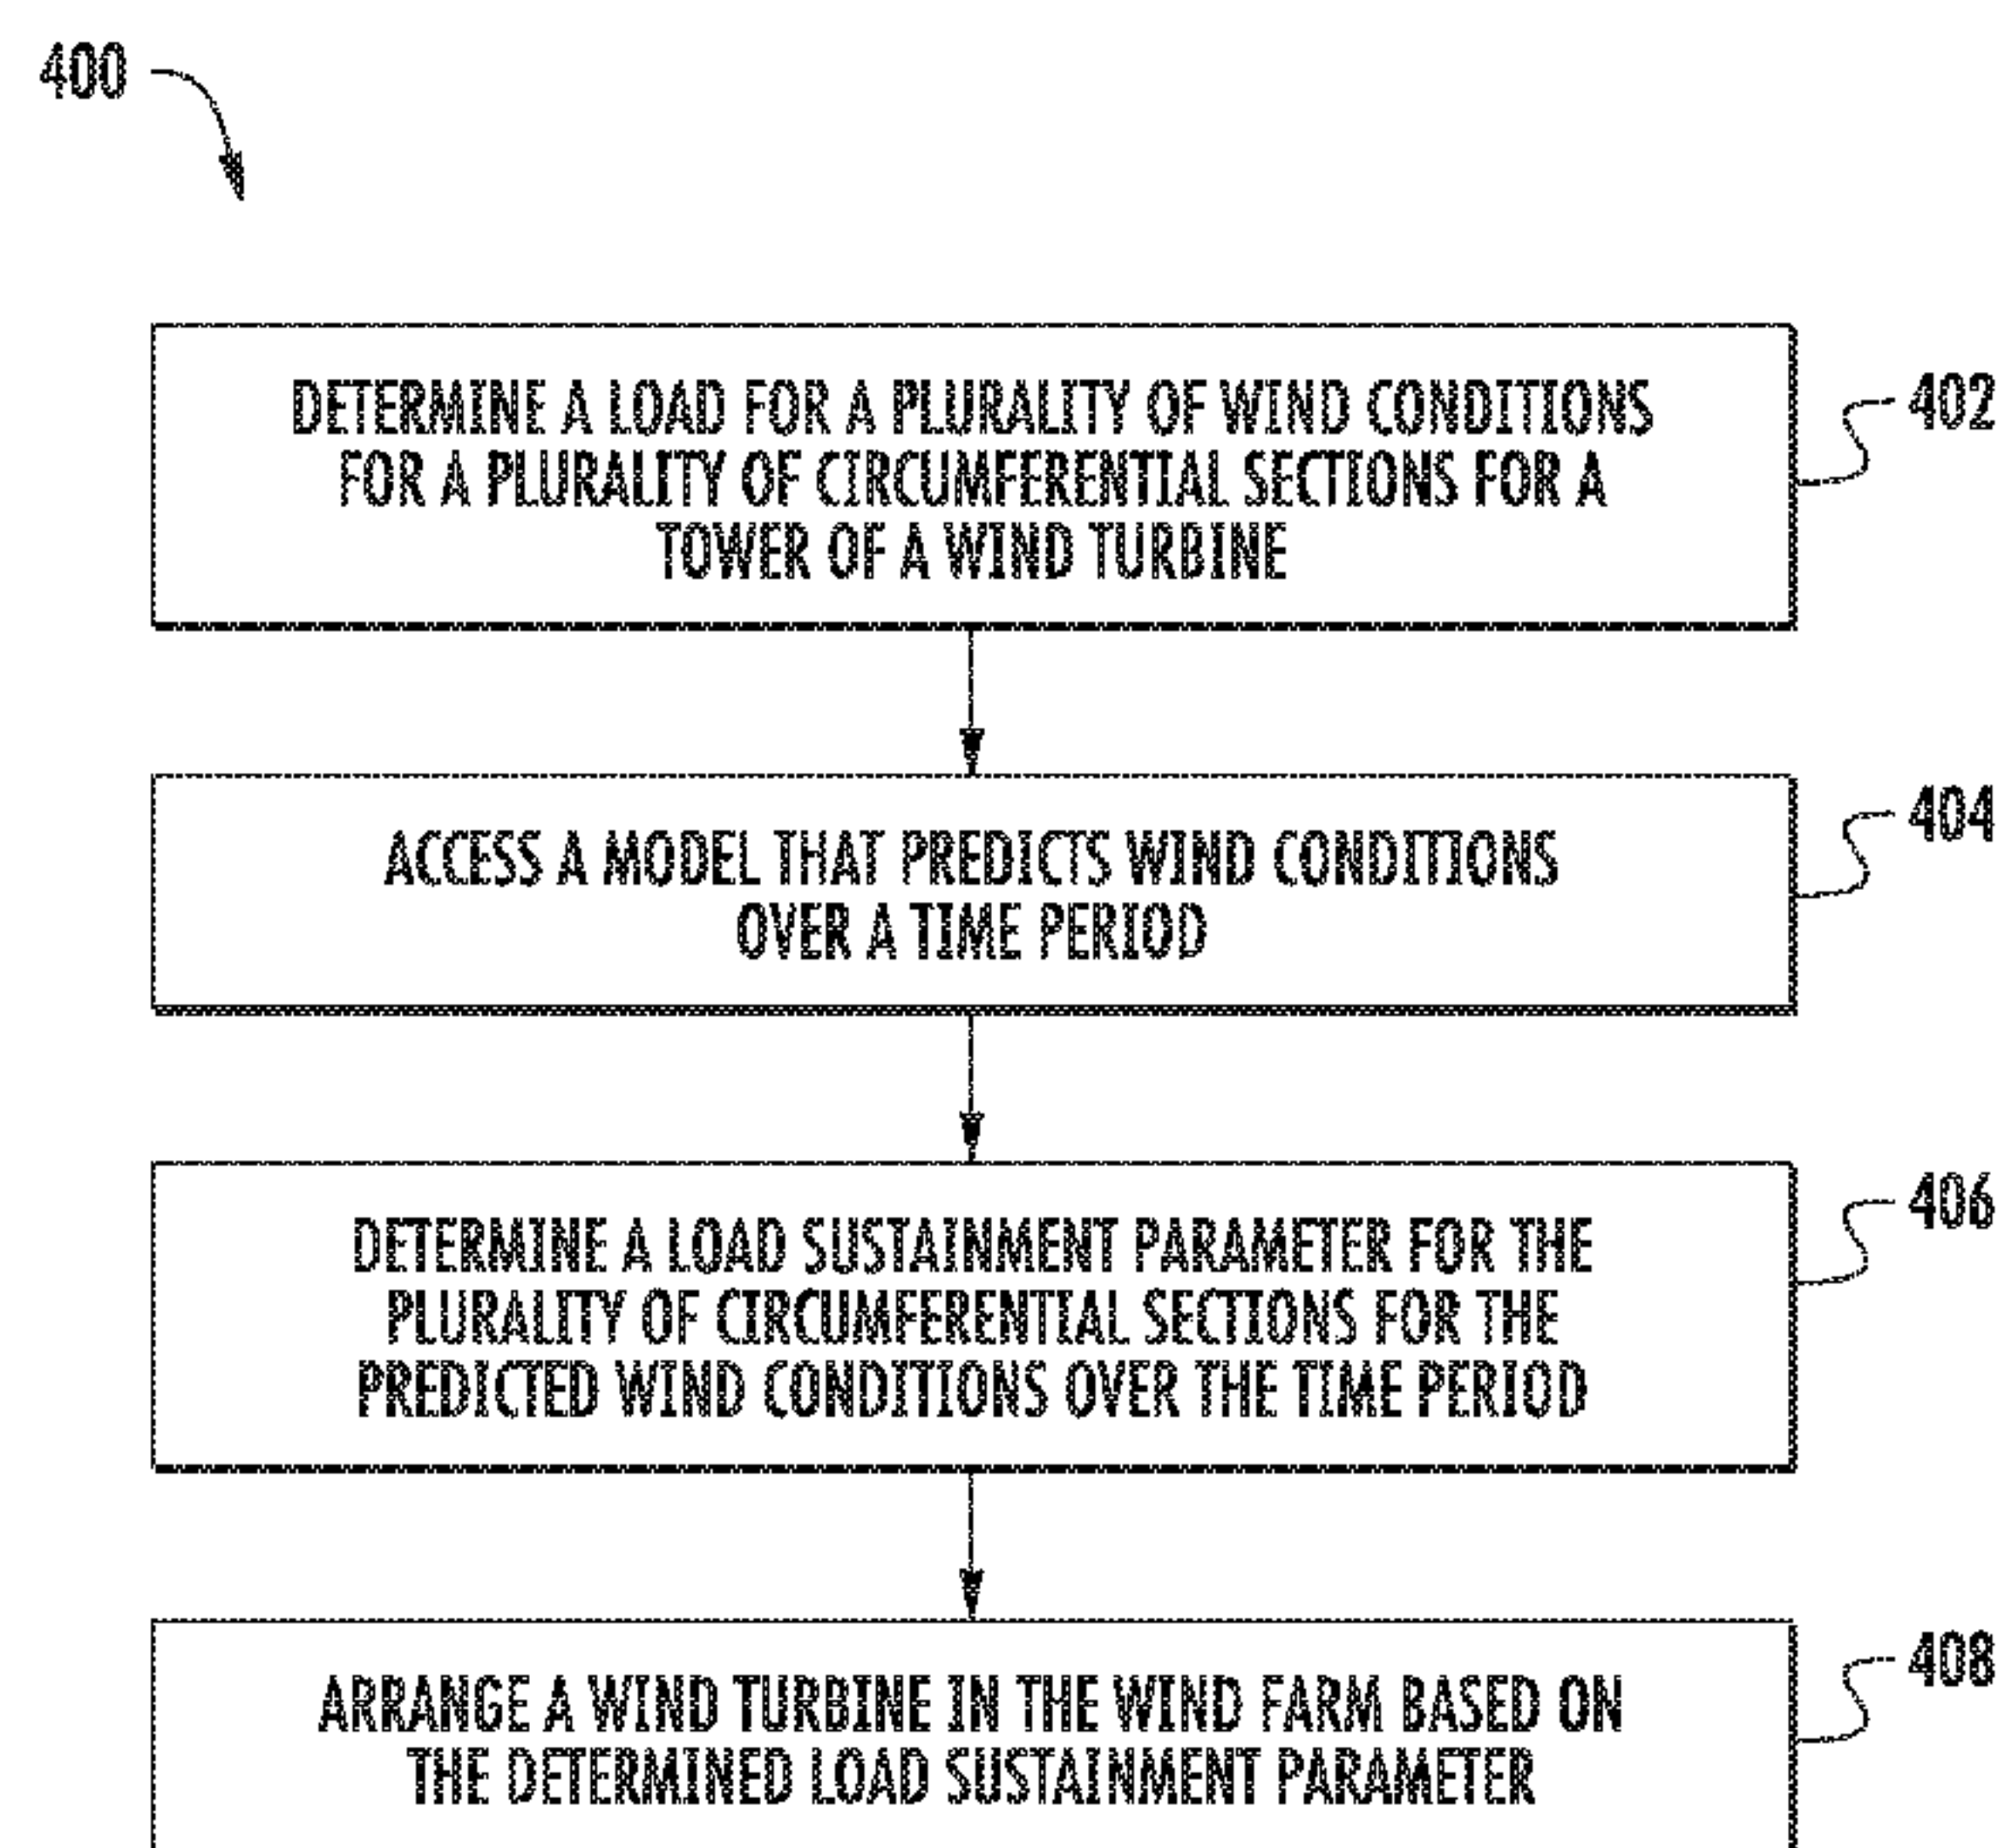 400
DETERMINE A LOAD FOR A PLURALITY OF WIND CONDITIONS
FOR A PLURALITY OF CIRCUMFERENTIAL SECTIONS FOR A
TOWER OF A WIND TURBINE
402
ACCESS A MODEL THAT PREDICTS WIND CONDITIONS
OVER A TIME PERIOD
404
DETERMINE A LOAD SUSTAINMENT PARAMETER FOR THE
PLURALITY OF CIRCUMFERENTIAL SECTIONS FOR THE
PREDICTED WIND CONDITIONS OVER THE TIME PERIOD
406
ARRANGE A WIND TURBINE IN THE WIND FARM BASED ON
THE DETERMINED LOAD SUSTAINMENT PARAMETER
408